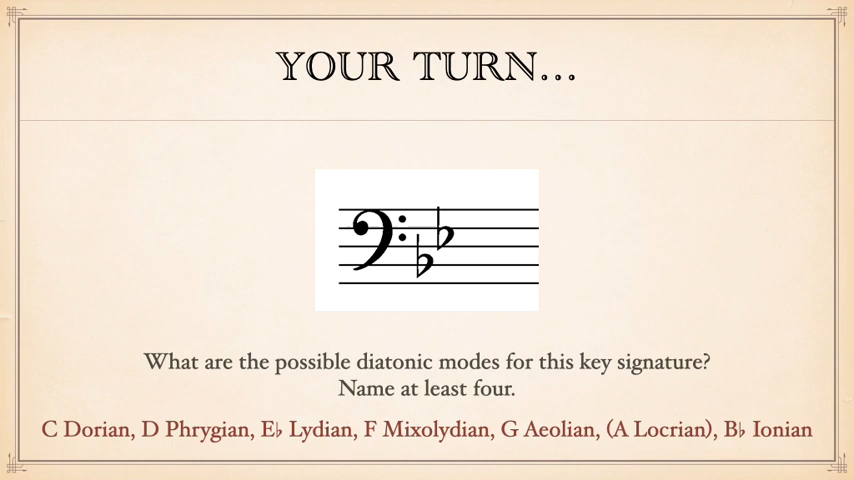 YOUR TURN...
What are the possible diatonic modes for this key signature?
Name at least four.
C Dorian, D Phrygian, E♭ Lydian, F Mixolydian, G Aeolian, (A Locrian), B♭ Ionian